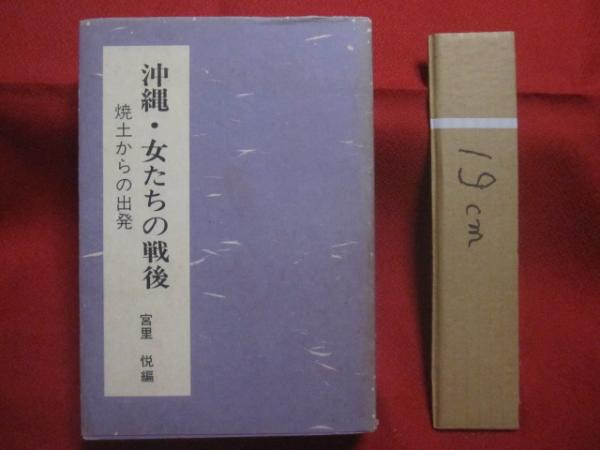 沖縄・女たちの戦後
焼土からの出発
宮里 悦編
19cm